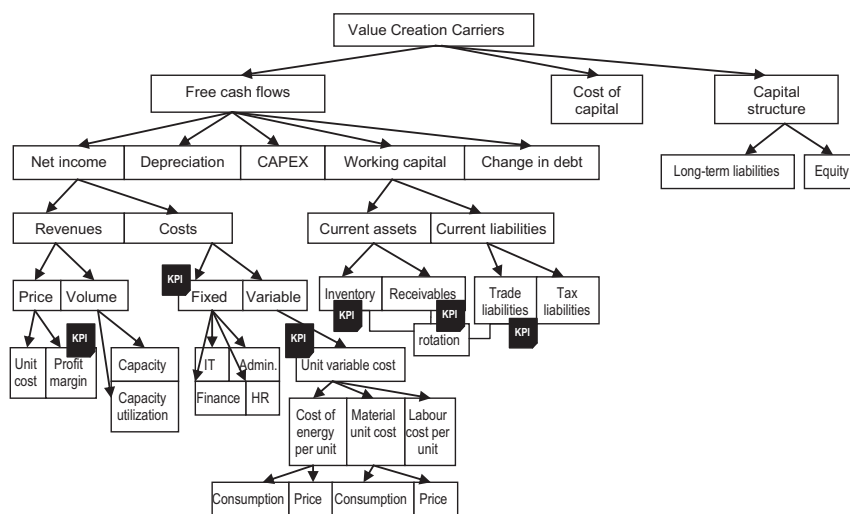 Value Creation Carriers
Free cash flows
Cost of
capital
Capital
structure
Net income
Depreciation
CAPEX
Working capital
Change in debt
Long-term liabilities
Equity
Revenues
Costs
Current assets
Current liabilities
KPI
Price
Volume
Fixed
Variable
Inventory
Receivables
Trade
liabilities
Tax
liabilities
KPI
KPI
KPI
rotation
KPI
KPI
Unit
cost
Profit
margin
Capacity
Capacity
utilization
IT
Admin.
Finance
HR
Unit variable cost
Cost of
energy
per unit
Material
unit cost
Labour
cost per
unit
Consumption
Price
Consumption
Price